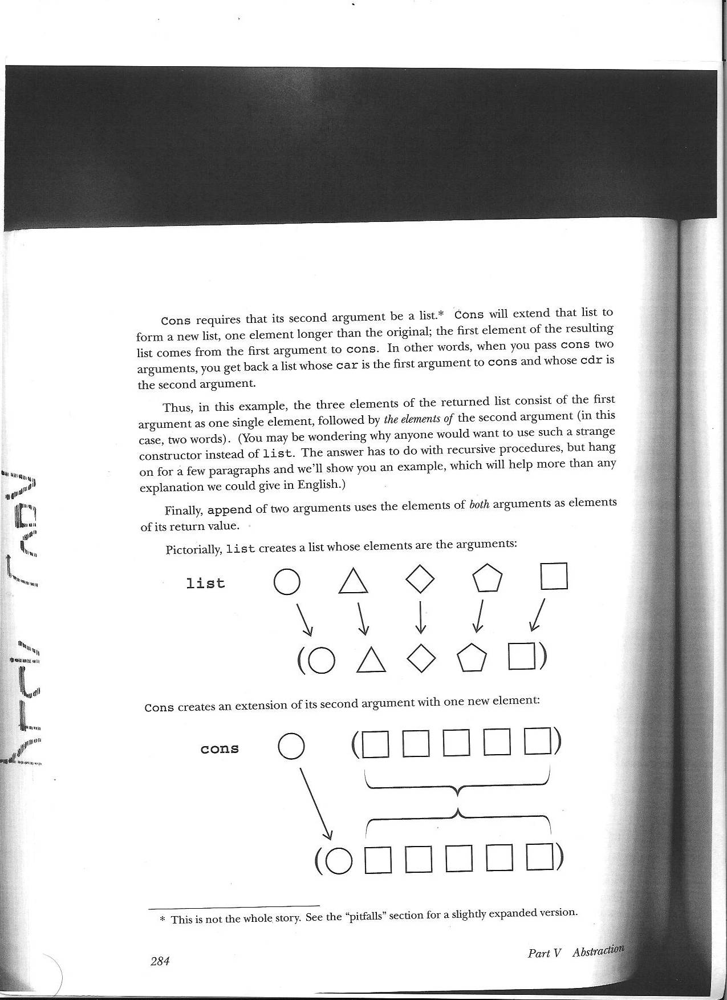 Cons requires that its second argument be a list.* Cons will extend that list to
form a new list, one element longer than the original; the first element of the resulting
list comes from the first argument to cons. In other words, when you pass cons two
arguments, you get back a list whose car is the first argument to cons and whose cdr is
the second argument.
Thus, in this example, the three elements of the returned list consist of the first
argument as one single element, followed by the elements of the second argument (in this
case, two words). (You may be wondering why anyone would want to use such a strange
constructor instead of list. The answer has to do with recursive procedures, but hang
on for a few paragraphs and we'll show you an example, which will help more than any
explanation we could give in English.)
Finally, append of two arguments uses the elements of both arguments as elements
of its return value.
Pictorially, list creates a list whose elements are the arguments:
list
Cons creates an extension of its second argument with one new element:
cons
* This is not the whole story. See the “pitfalls” section for a slightly expanded version.
284
Part V Abstraction